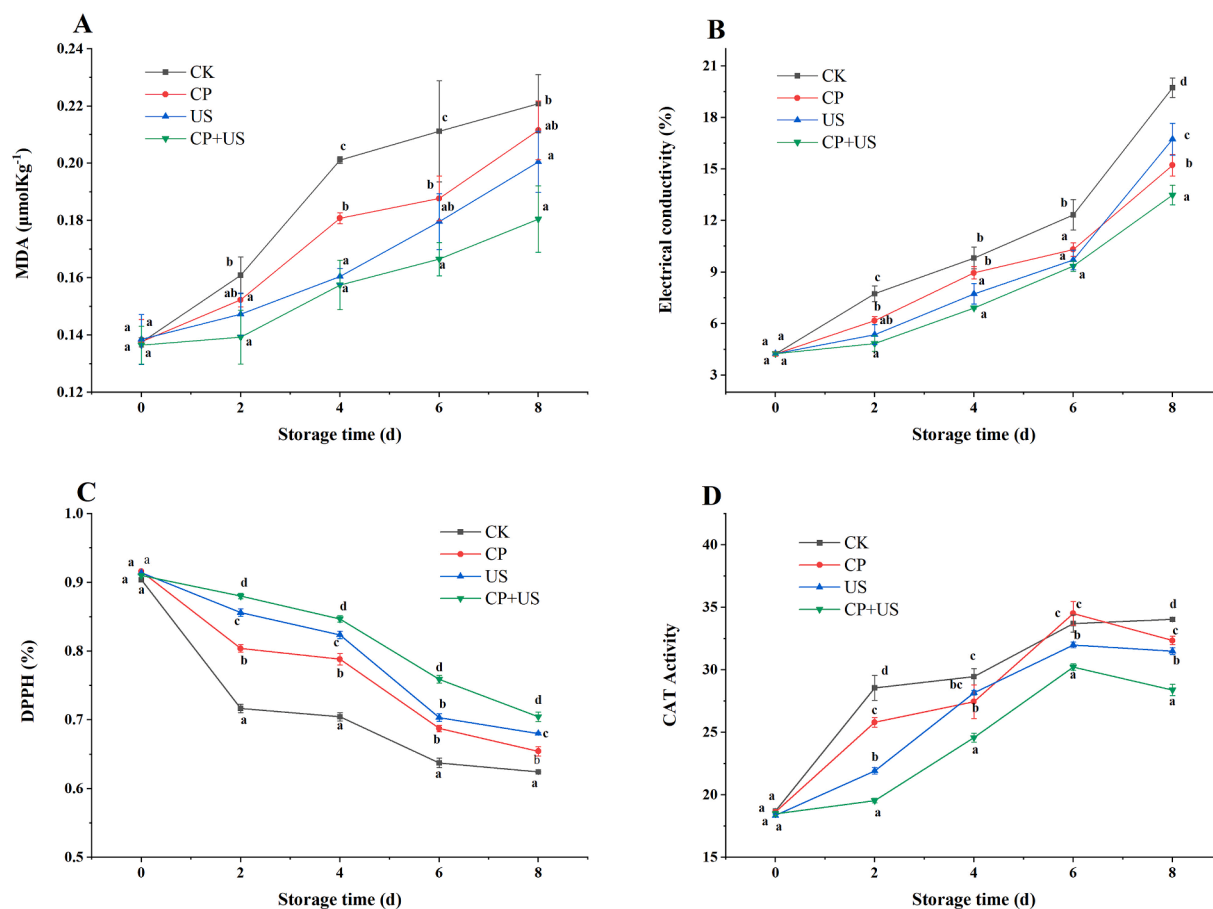 A
MDA (μmolKg-1)
0.24
0.22
0.20
0.18
0.16
0.14
0.12
CK
CP
US
CP+US
a
a
a
a
b
ab
a
a
c
b
a
a
c
b
ab
a
b
ab
a
a
0
2
4
6
8
Storage time (d)
B
Electrical conductivity (%)
21
18
15
12
9
6
3
CK
CP
US
CP+US
a
a
a
a
c
b
ab
a
b
b
a
a
b
a
a
a
d
c
b
a
0
2
4
6
8
Storage time (d)
C
DPPH (%)
1.0
0.9
0.8
0.7
0.6
0.5
CK
CP
US
CP+US
a
a
a
a
d
c
b
a
d
c
b
a
d
b
b
a
d
c
b
a
0
2
4
6
8
Storage time (d)
D
CAT Activity
40
35
30
25
20
15
CK
CP
US
CP+US
a
a
a
a
d
c
b
a
c
bc
b
a
c
c
b
a
d
c
b
a
0
2
4
6
8
Storage time (d)